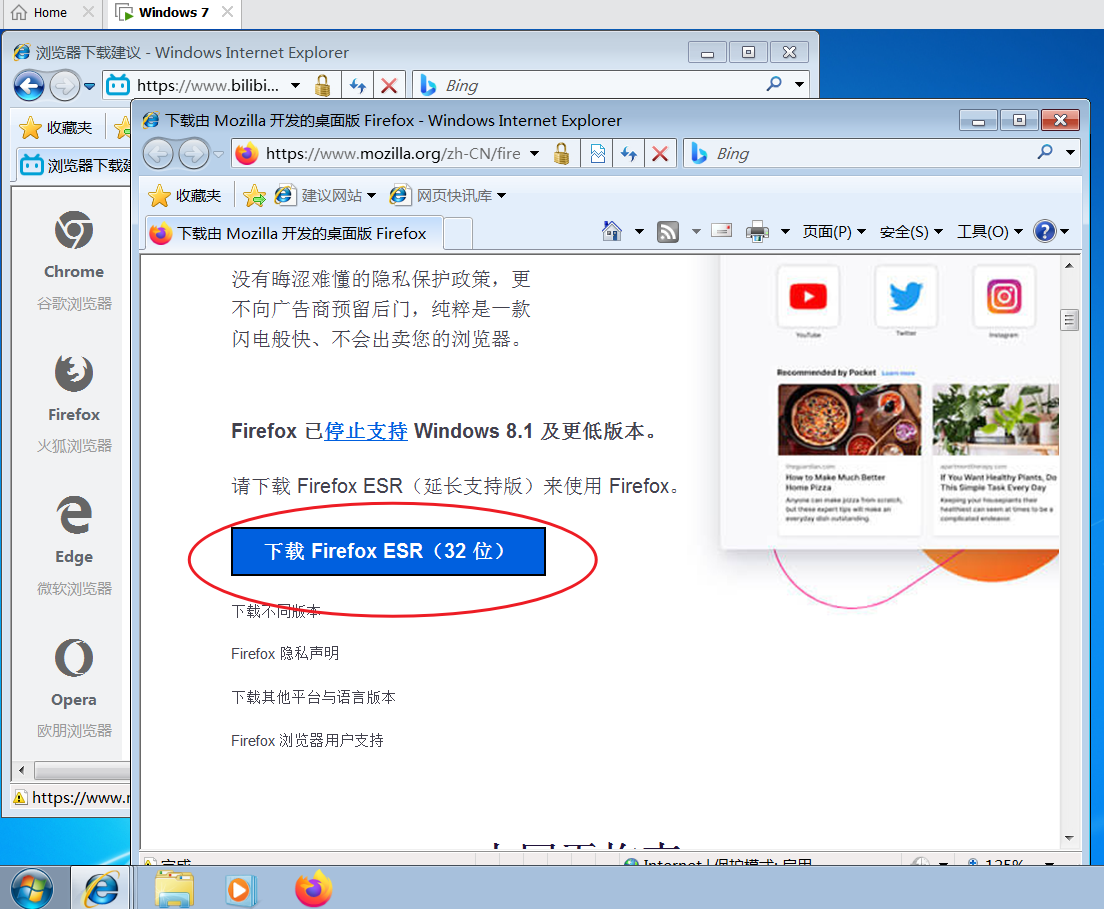 Home
Windows 7
浏览器下载建议 - Windows Internet Explorer
https://www.bilibi...
Bing
收藏夹
浏览器下载建
Chrome
谷歌浏览器
Firefox
火狐浏览器
Edge
微软浏览器
Opera
欧朋浏览器
https://www.m
下载由 Mozilla 开发的桌面版 Firefox - Windows Internet Explorer
https://www.mozilla.org/zh-CN/fire
Bing
收藏夹
建议网站
网页快讯库
下载由 Mozilla 开发的桌面版 Firefox
页面(P)
安全(S)
工具(O)
没有晦涩难懂的隐私保护政策，更
不向广告商预留后门，纯粹是一款
闪电般快、不会出卖您的浏览器。
Firefox 已停止支持 Windows 8.1 及更低版本。
请下载 Firefox ESR（延长支持版）来使用 Firefox。
下载 Firefox ESR（32 位）
下载不同版本
Firefox 隐私声明
下载其他平台与语言版本
Firefox 浏览器用户支持
YouTube
Twitter
Instagram
Recommended by Pocket Learn more
theguardian.com
How to Make Much Better
Home Pizza
Anyone can make pizza from scratch,
but these expert tips will make an
everyday dish outstanding.
apartmenttherapy.com
If You Want Healthy Plants, Do
This Simple Task Every Day
Keeping your houseplants their
healthiest can seem at times to be a
complicated endeavor.
完成
Internet | 保护模式: 启用
125%